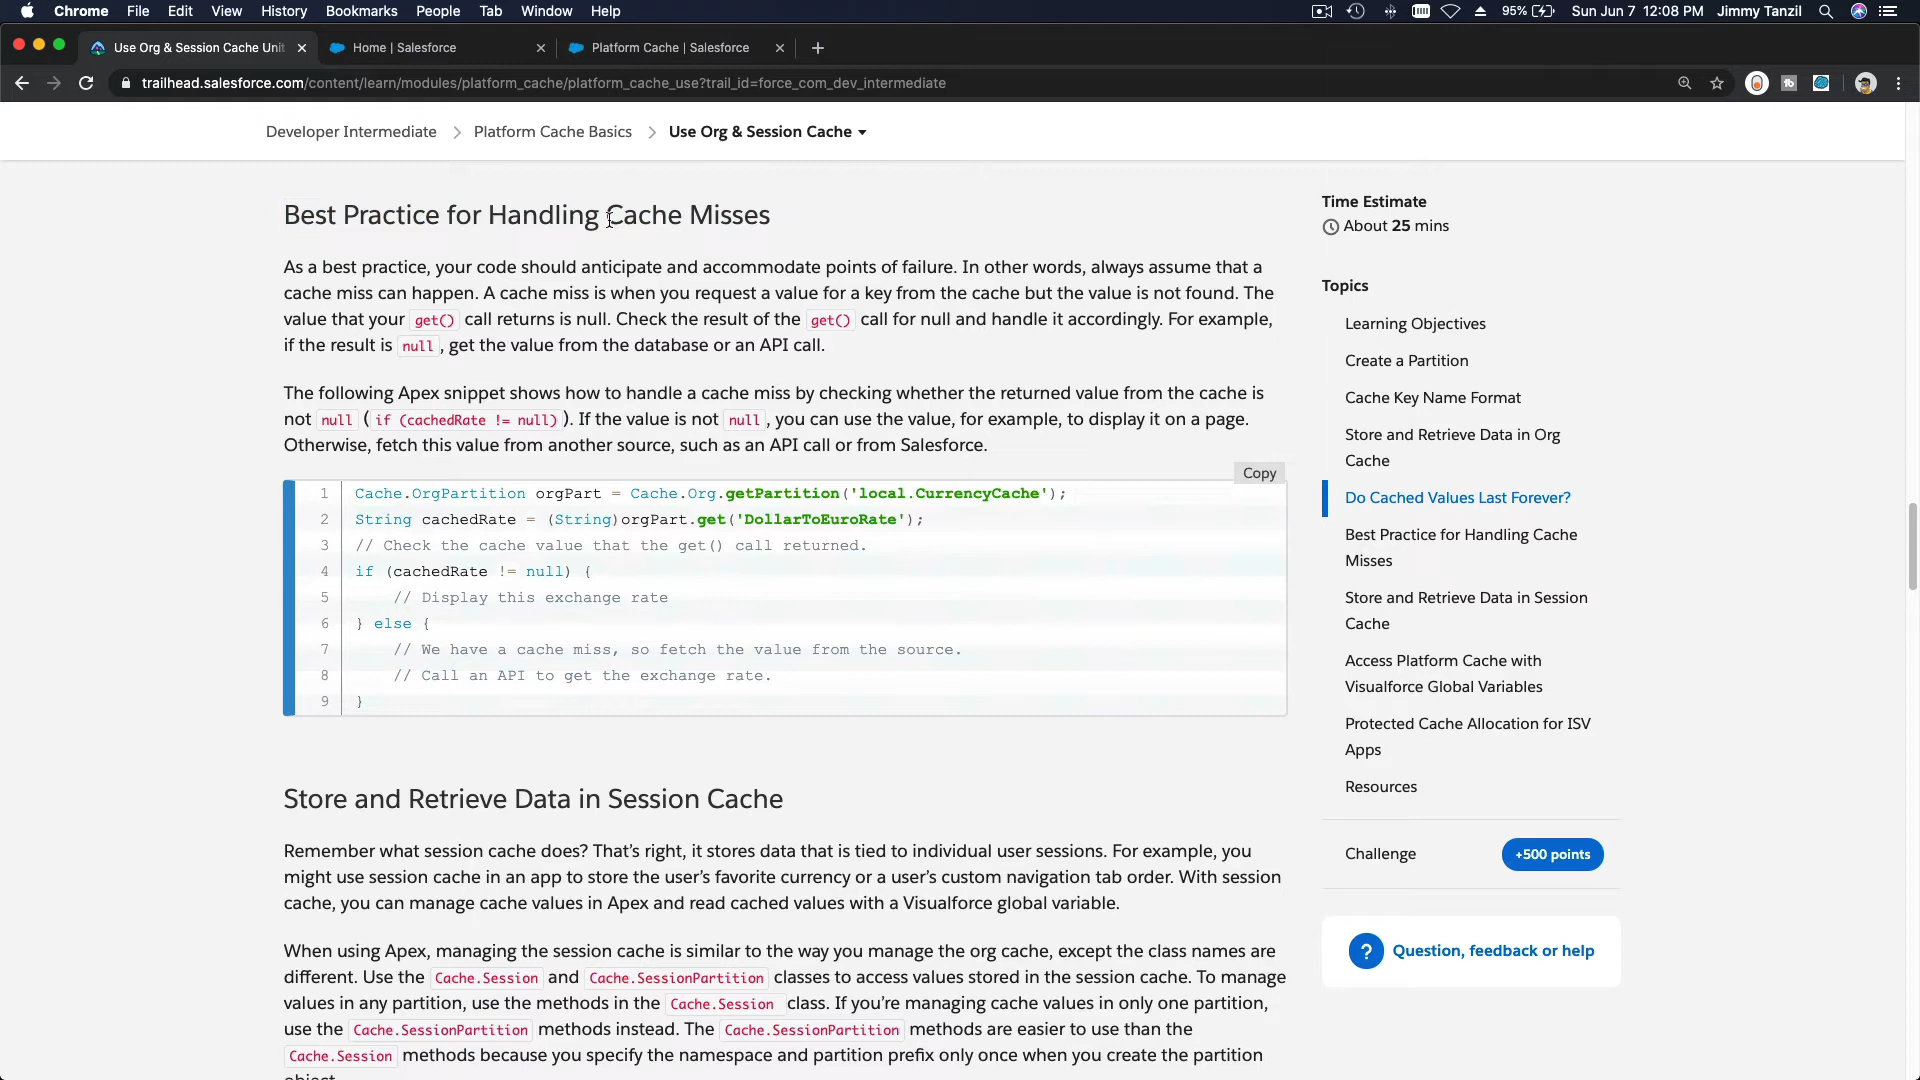 Chrome File Edit View History Bookmarks People Tab Window Help 95% Sun Jun 7 12:08 PM Jimmy Tanzil
Use Org & Session Cache Unit Home | Salesforce Platform Cache | Salesforce
trailhead.salesforce.com/content/learn/modules/platform_cache/platform_cache_use?trail_id=force_com_dev_intermediate
Developer Intermediate Platform Cache Basics Use Org & Session Cache
Best Practice for Handling Cache Misses
As a best practice, your code should anticipate and accommodate points of failure. In other words, always assume that a
cache miss can happen. A cache miss is when you request a value for a key from the cache but the value is not found. The
value that your get() call returns is null. Check the result of the get() call for null and handle it accordingly. For example,
if the result is null, get the value from the database or an API call.
The following Apex snippet shows how to handle a cache miss by checking whether the returned value from the cache is
not null ( if (cachedRate != null) ). If the value is not null , you can use the value, for example, to display it on a page.
Otherwise, fetch this value from another source, such as an API call or from Salesforce.
Copy
1 Cache.OrgPartition orgPart = Cache.Org.getPartition('local.CurrencyCache');
2 String cachedRate = (String)orgPart.get('DollarToEuroRate');
3 // Check the cache value that the get() call returned.
4 if (cachedRate != null) {
5 // Display this exchange rate
6 } else {
7 // We have a cache miss, so fetch the value from the source.
8 // Call an API to get the exchange rate.
9 }
Store and Retrieve Data in Session Cache
Remember what session cache does? That’s right, it stores data that is tied to individual user sessions. For example, you
might use session cache in an app to store the user’s favorite currency or a user’s custom navigation tab order. With session
cache, you can manage cache values in Apex and read cached values with a Visualforce global variable.
When using Apex, managing the session cache is similar to the way you manage the org cache, except the class names are
different. Use the Cache.Session and Cache.SessionPartition classes to access values stored in the session cache. To manage
values in any partition, use the methods in the Cache.Session class. If you’re managing cache values in only one partition,
use the Cache.SessionPartition methods instead. The Cache.SessionPartition methods are easier to use than the
Cache.Session methods because you specify the namespace and partition prefix only once when you create the partition
object.
Time Estimate
About 25 mins
Topics
Learning Objectives
Create a Partition
Cache Key Name Format
Store and Retrieve Data in Org
Cache
Do Cached Values Last Forever?
Best Practice for Handling Cache
Misses
Store and Retrieve Data in Session
Cache
Access Platform Cache with
Visualforce Global Variables
Protected Cache Allocation for ISV
Apps
Resources
Challenge +500 points
? Question, feedback or help